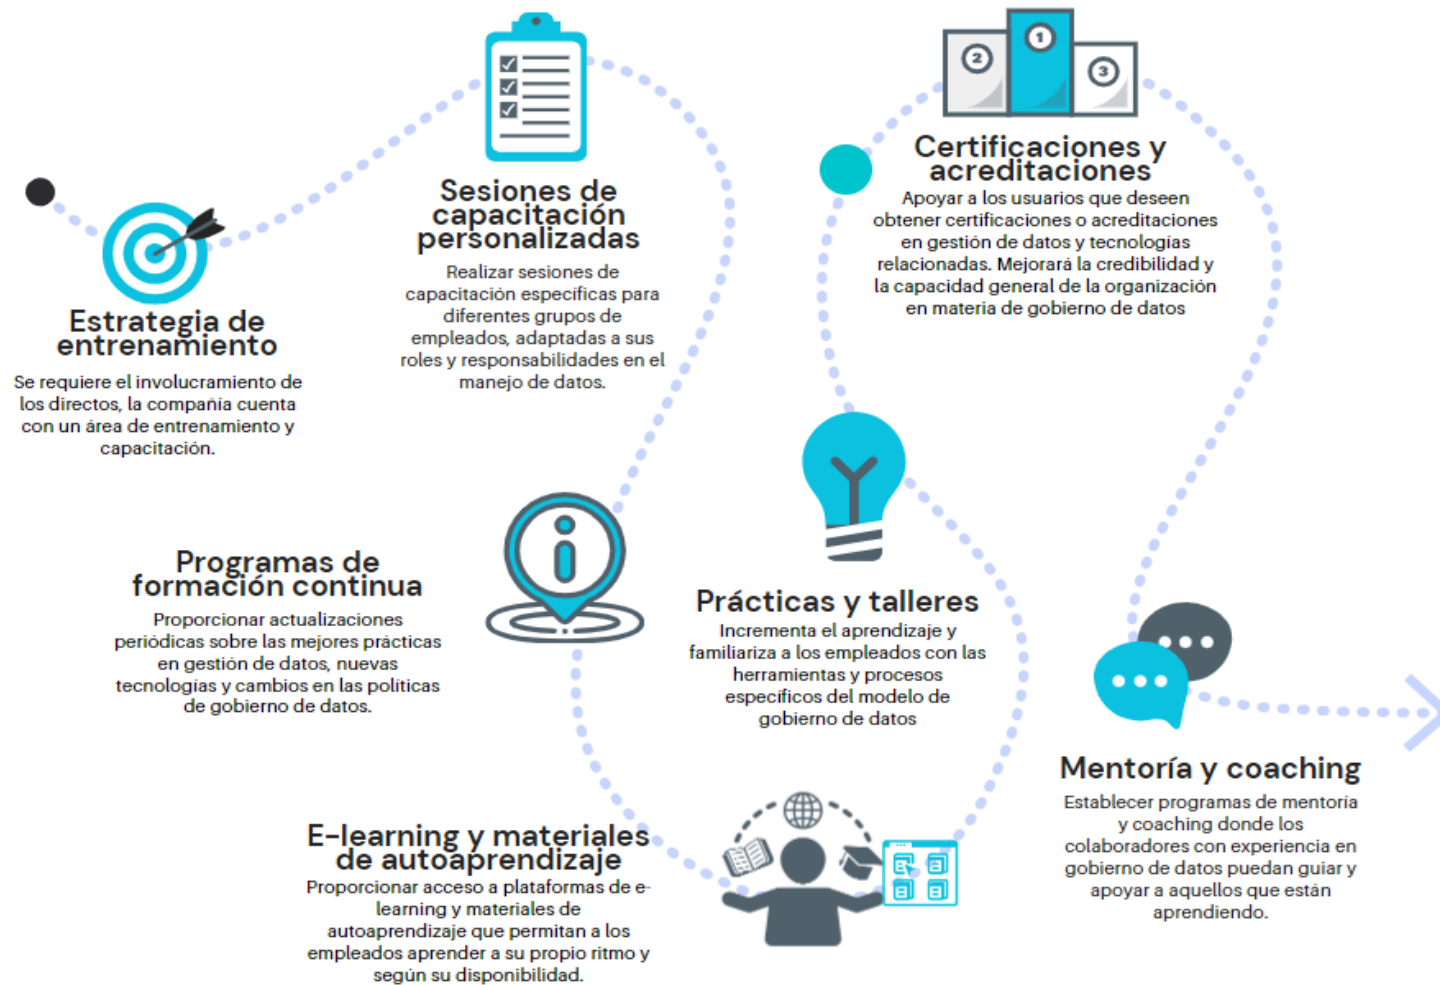 Estrategia de
entrenamiento
Se requiere el involucramiento de
los directos, la compañía cuenta
con un área de entrenamiento y
capacitación.
Sesiones de
capacitación
personalizadas
Realizar sesiones de
capacitación específicas para
diferentes grupos de
empleados, adaptadas a sus
roles y responsabilidades en el
manejo de datos.
Programas de
formación continua
Proporcionar actualizaciones
periódicas sobre las mejores prácticas
en gestión de datos, nuevas
tecnologías y cambios en las políticas
de gobierno de datos.
E-learning y materiales
de autoaprendizaje
Proporcionar acceso a plataformas de e-
learning y materiales de
autoaprendizaje que permitan a los
empleados aprender a su propio ritmo y
según su disponibilidad.
Prácticas y talleres
Incrementa el aprendizaje y
familiariza a los empleados con las
herramientas y procesos
específicos del modelo de
gobierno de datos
2 1 3
Certificaciones y
acreditaciones
Apoyar a los usuarios que deseen
obtener certificaciones o acreditaciones
en gestión de datos y tecnologías
relacionadas. Mejorará la credibilidad y
la capacidad general de la organización
en materia de gobierno de datos
Mentoría y coaching
Establecer programas de mentoría
y coaching donde los
colaboradores con experiencia en
gobierno de datos puedan guiar y
apoyar a aquellos que están
aprendiendo.